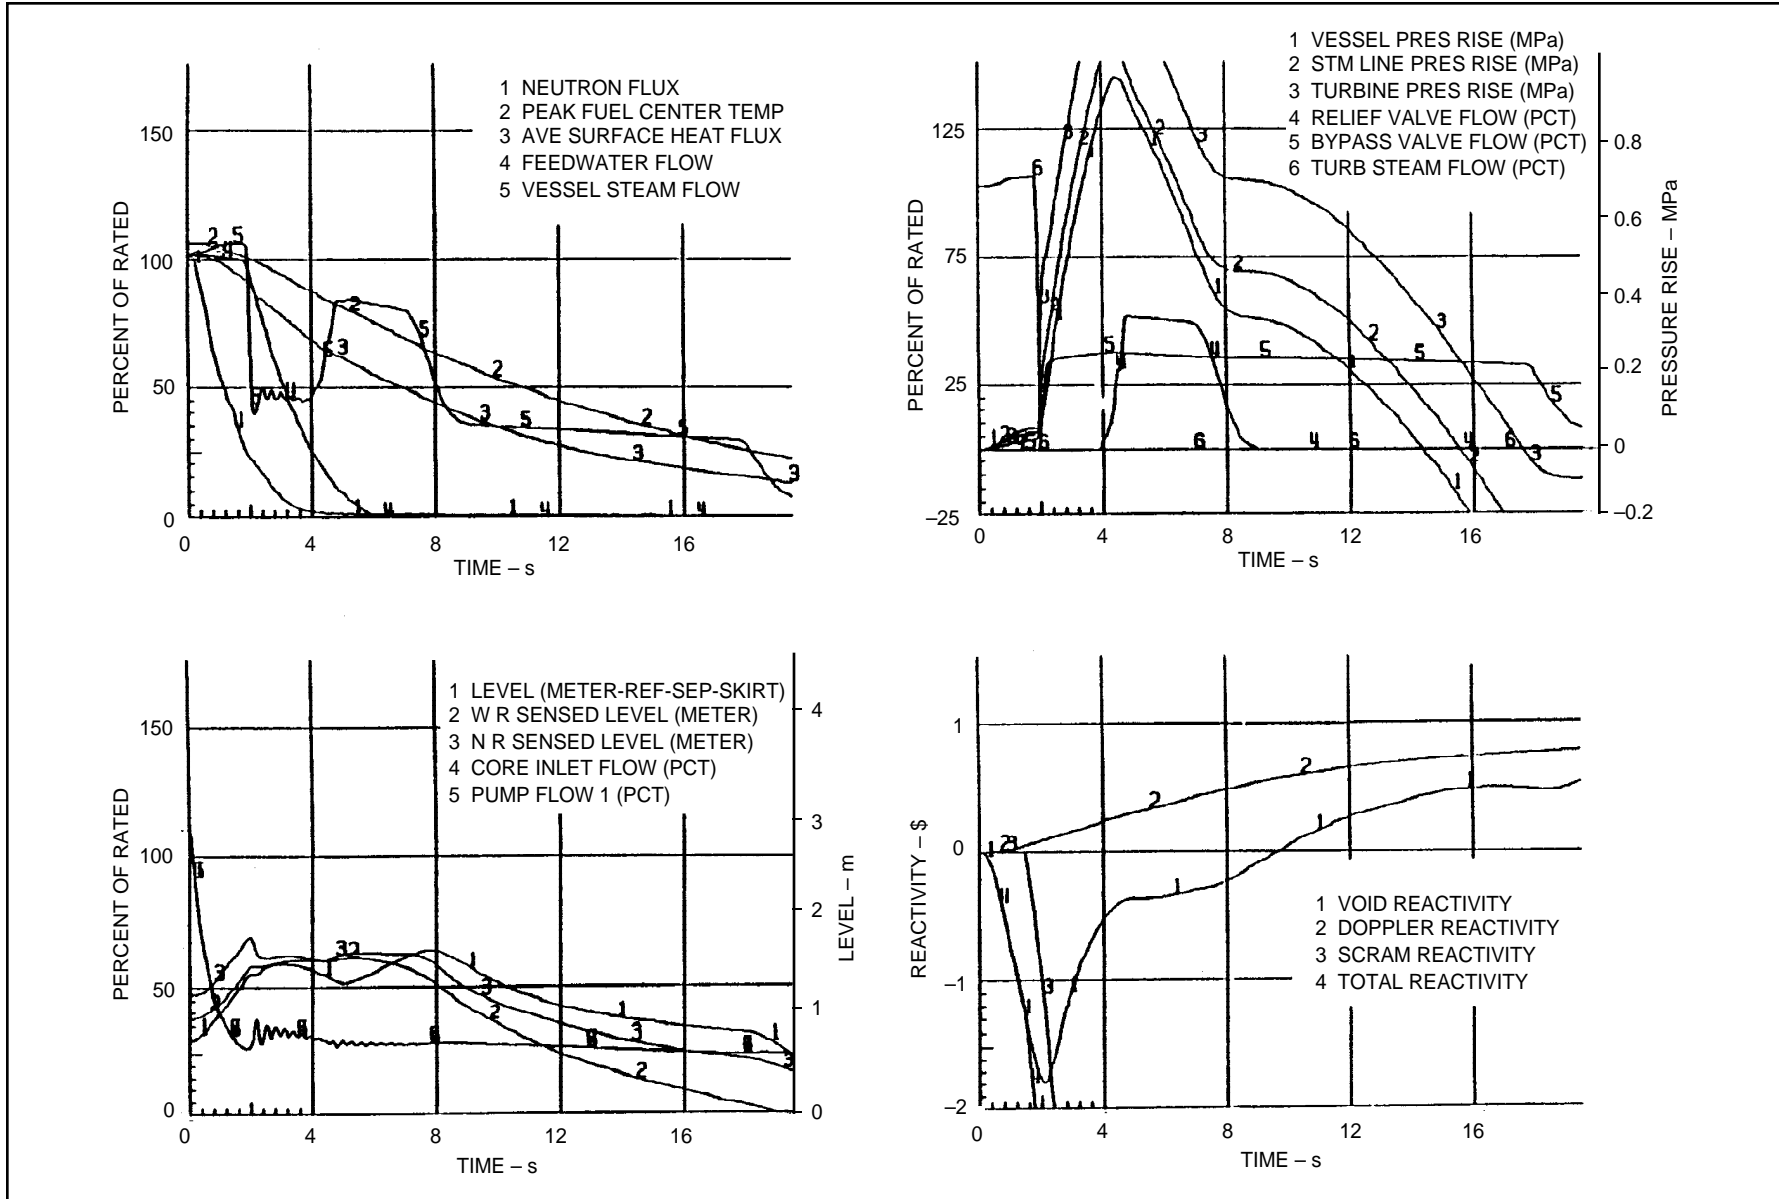 1 NEUTRON FLUX
2 PEAK FUEL CENTER TEMP
3 AVE SURFACE HEAT FLUX
4 FEEDWATER FLOW
5 VESSEL STEAM FLOW
PERCENT OF RATED
150
100
50
0
0 4 8 12 16
TIME – s
1 VESSEL PRES RISE (MPa)
2 STM LINE PRES RISE (MPa)
3 TURBINE PRES RISE (MPa)
4 RELIEF VALVE FLOW (PCT)
5 BYPASS VALVE FLOW (PCT)
6 TURB STEAM FLOW (PCT)
PERCENT OF RATED
125
75
25
–25
PRESSURE RISE – MPa
0.8
0.6
0.4
0.2
0
–0.2
0 4 8 12 16
TIME – s
1 LEVEL (METER-REF-SEP-SKIRT)
2 W R SENSED LEVEL (METER)
3 N R SENSED LEVEL (METER)
4 CORE INLET FLOW (PCT)
5 PUMP FLOW 1 (PCT)
PERCENT OF RATED
150
100
50
0
LEVEL – m
4
3
2
1
0
0 4 8 12 16
TIME – s
REACTIVITY – $
1
0
–1
–2
1 VOID REACTIVITY
2 DOPPLER REACTIVITY
3 SCRAM REACTIVITY
4 TOTAL REACTIVITY
0 4 8 12 16
TIME – s